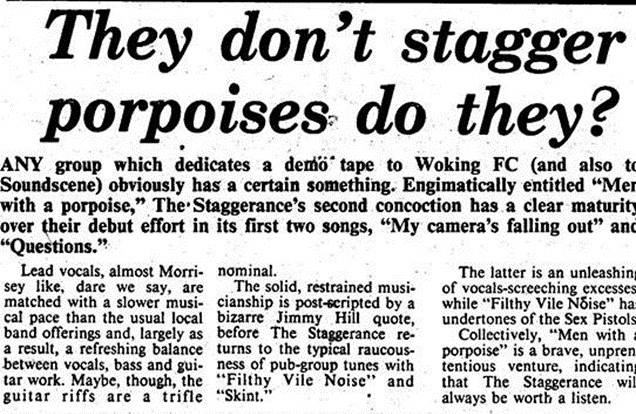 They don't stagger
porpoises do they?
ANY group which dedicates a demo tape to Woking FC (and also to
Soundscene) obviously has a certain something. Engimatically entitled “Men
with a porpoise,” The Staggerance's second concoction has a clear maturity
over their debut effort in its first two songs, “My camera's falling out” and
“Questions.”
Lead vocals, almost Morri-
sey like, dare we say, are
matched with a slower musi-
cal pace than the usual local
band offerings and, largely as
a result, a refreshing balance
between vocals, bass and gui-
tar work. Maybe, though, the
guitar riffs are a trifle
nominal.
The solid, restrained musi-
cianship is post-scripted by a
bizarre Jimmy Hill quote,
before The Staggerance re-
turns to the typical raucous-
ness of pub-group tunes with
“Filthy Vile Noise” and
“Skint.”
The latter is an unleashing
of vocals-screeching excesses
while “Filthy Vile Noise” has
undertones of the Sex Pistols.
Collectively, “Men with a
porpoise” is a brave, unpren-
tentious venture, indicating
that The Staggerance will
always be worth a listen.